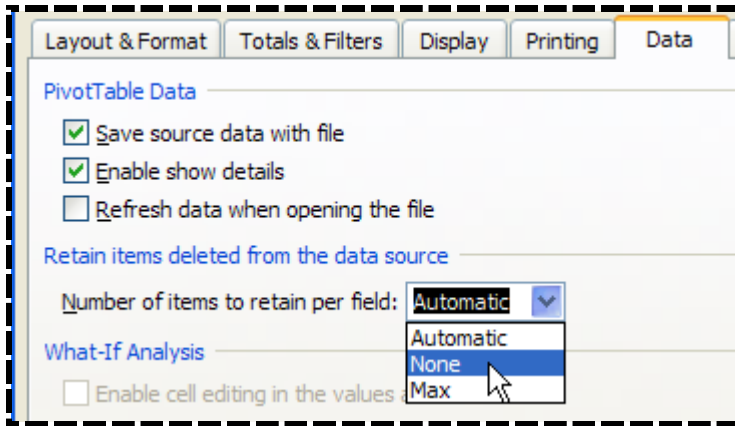 Layout & Format Totals & Filters Display Printing Data
PivotTable Data
Save source data with file
Enable show details
Refresh data when opening the file
Retain items deleted from the data source
Number of items to retain per field: Automatic
Automatic
None
What-If Analysis
Max
Enable cell editing in the values